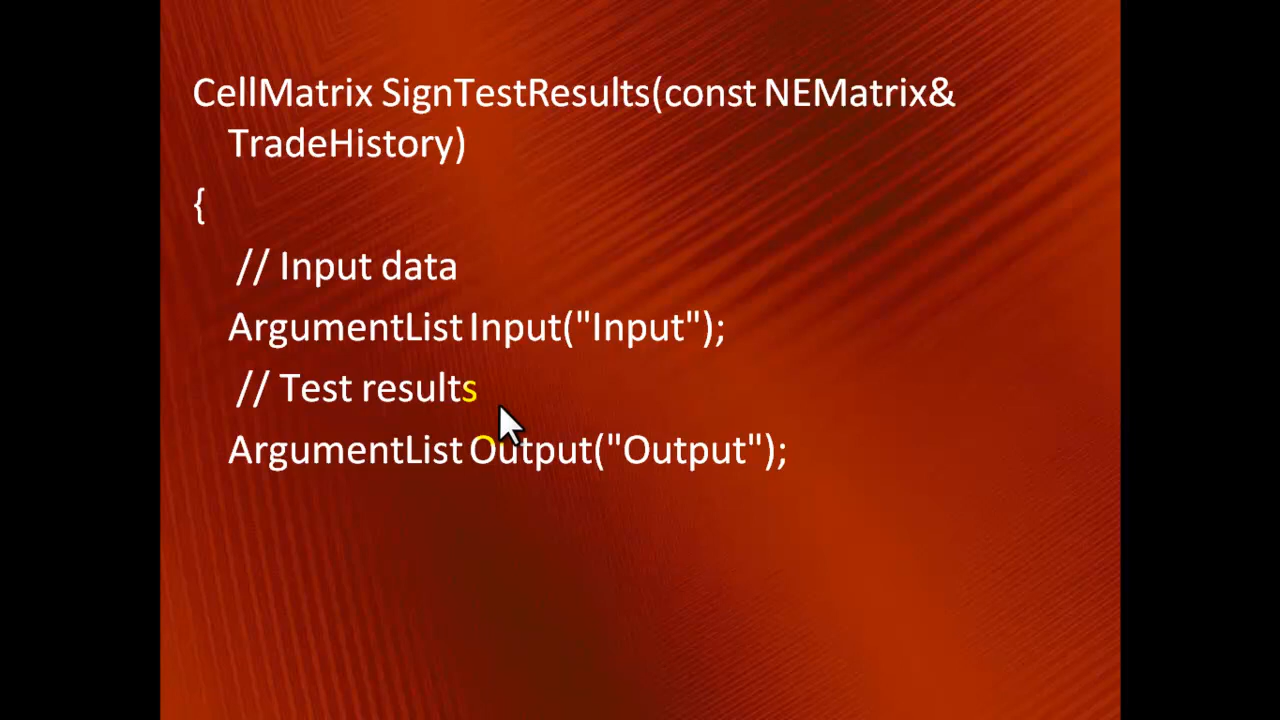 CellMatrix SignTestResults(const NEMatrix&
TradeHistory)
{
// Input data
ArgumentList Input("Input");
// Test results
ArgumentList Output("Output");